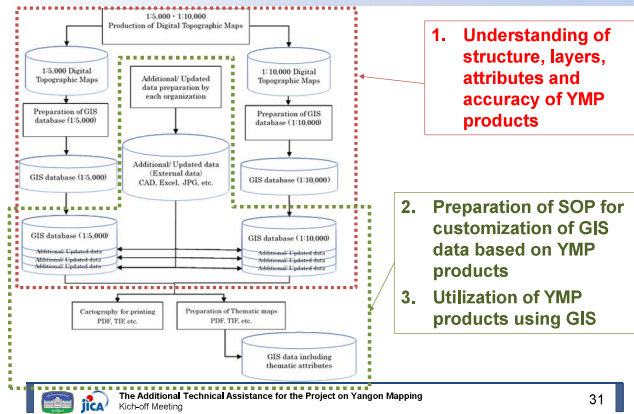 1:5,000・1:10,000
Production of Digital Topographic Maps
1:5,000 Digital
Topographic Maps
Additional/ Updated
data preparation by
each organization
1:10,000 Digital
Topographic Maps
Preparation of GIS
database (1:5,000)
Preparation of GIS
database (1:10,000)
Additional/ Updated data
(External data)
CAD, Excel, JPG, etc.
GIS database (1:5,000)
GIS database (1:10,000)
GIS database (1:5,000)
Additional/ Updated data
Additional/ Updated data
Additional/ Updated data
GIS database (1:10,000)
Additional/ Updated data
Additional/ Updated data
Additional/ Updated data
Cartography for printing
PDF, TIF, etc.
Preparation of Thematic maps
PDF, TIF, etc.
GIS data including
thematic attributes
1. Understanding of
structure, layers,
attributes and
accuracy of YMP
products
2. Preparation of SOP for
customization of GIS
data based on YMP
products
3. Utilization of YMP
products using GIS
jICA
The Additional Technical Assistance for the Project on Yangon Mapping
Kich-off Meeting
31